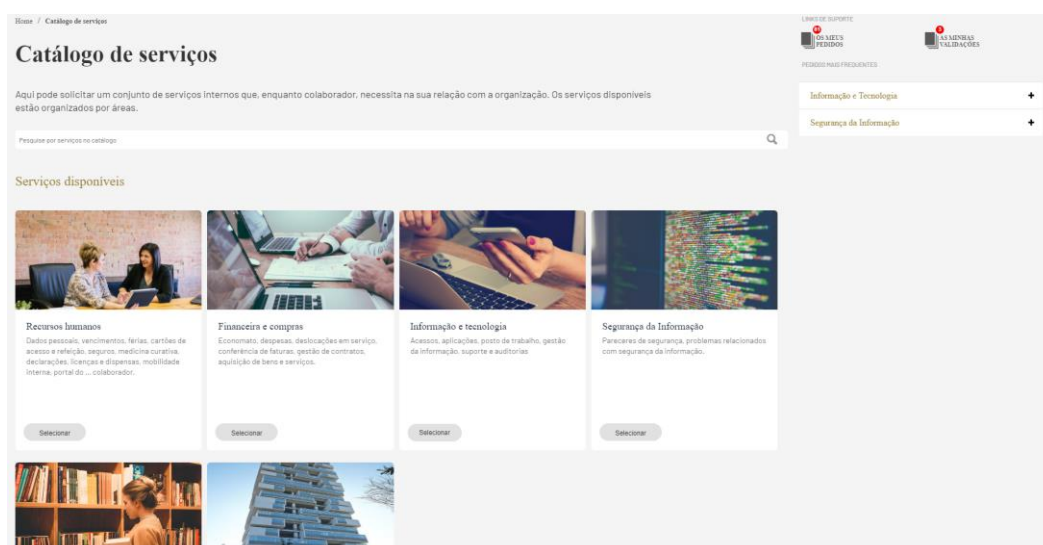 Home / Catálogo de serviços
Catálogo de serviços
Aqui pode solicitar um conjunto de serviços internos que, enquanto colaborador, necessita na sua relação com a organização. Os serviços disponíveis
estão organizados por áreas.
Pesquise por serviços no catálogo
Serviços disponíveis
Recursos humanos
Dados pessoais, vencimentos, férias, cartões de
acesso e refeição, seguros, medicina curativa,
declarações, licenças e dispensas, mobilidade
interna, portal do ... colaborador.
Selecionar
Financeira e compras
Economato, despesas, deslocações em serviço,
conferência de faturas, gestão de contratos,
aquisição de bens e serviços.
Selecionar
Informação e tecnologia
Acessos, aplicações, posto de trabalho, gestão
da informação, suporte e auditorias
Selecionar
Segurança da Informação
Pareceres de segurança, problemas relacionados
com segurança da informação.
Selecionar
LINKS DE SUPORTE
OS MEUS
PEDIDOS
AS MINHAS
VALIDAÇÕES
PEDIDOS MAIS FREQUENTES
Informação e Tecnologia +
Segurança da Informação +